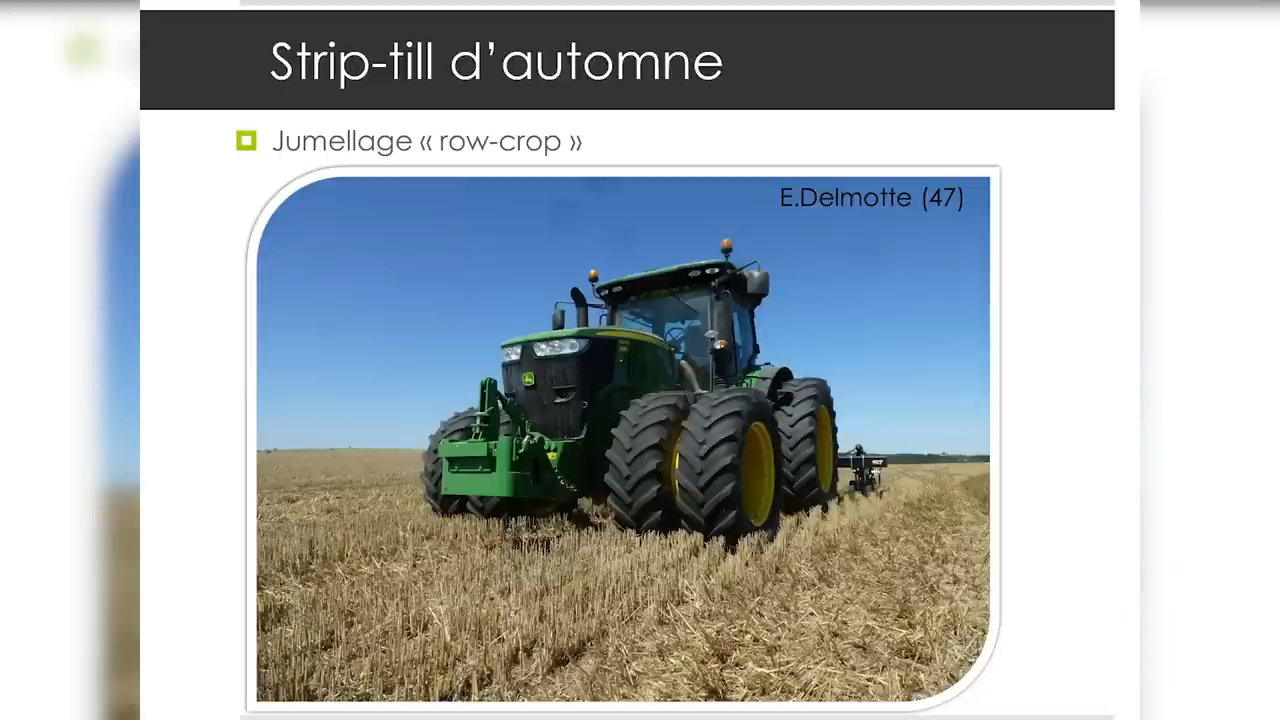 Strip-till d’automne
Jumellage « row-crop »
E.Delmotte (47)